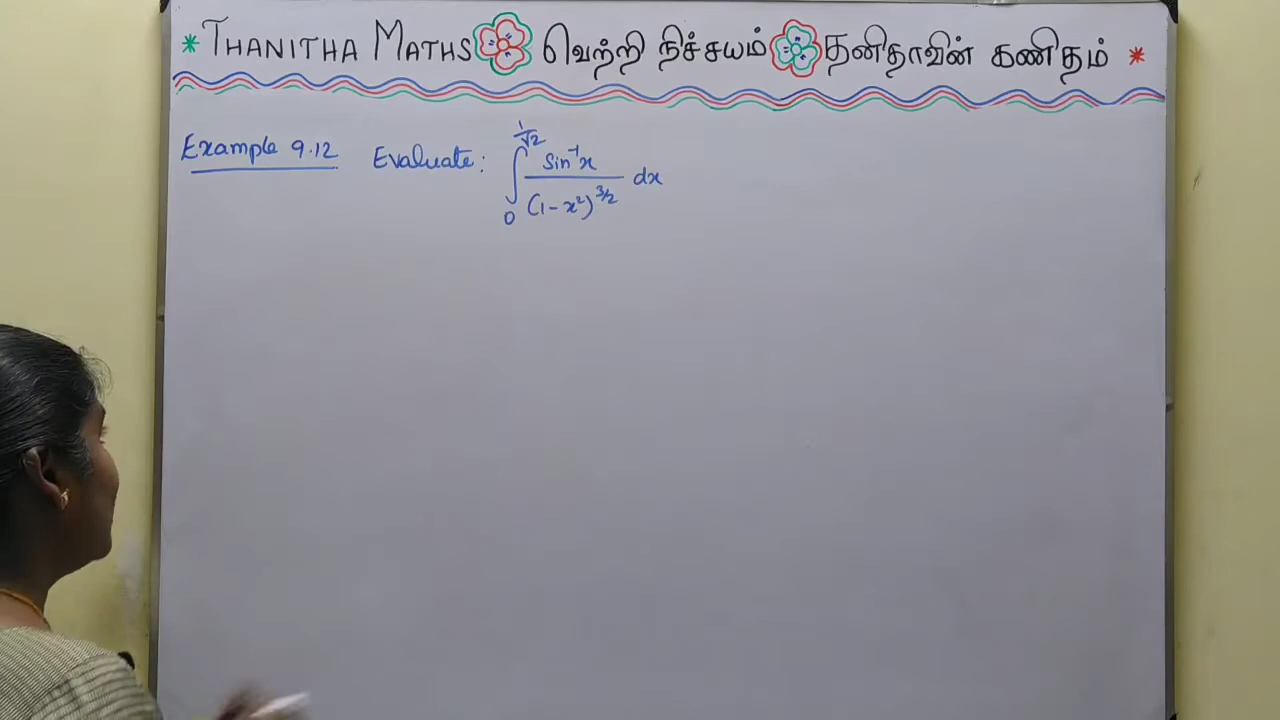 * THANITHA MATHS வெற்றி நிச்சயம் தனிதாவின் கணிதம் *
Example 9.12 Evaluate: ∫₀^{1/√2} sin⁻¹x / (1 - x²)^{3/2} dx